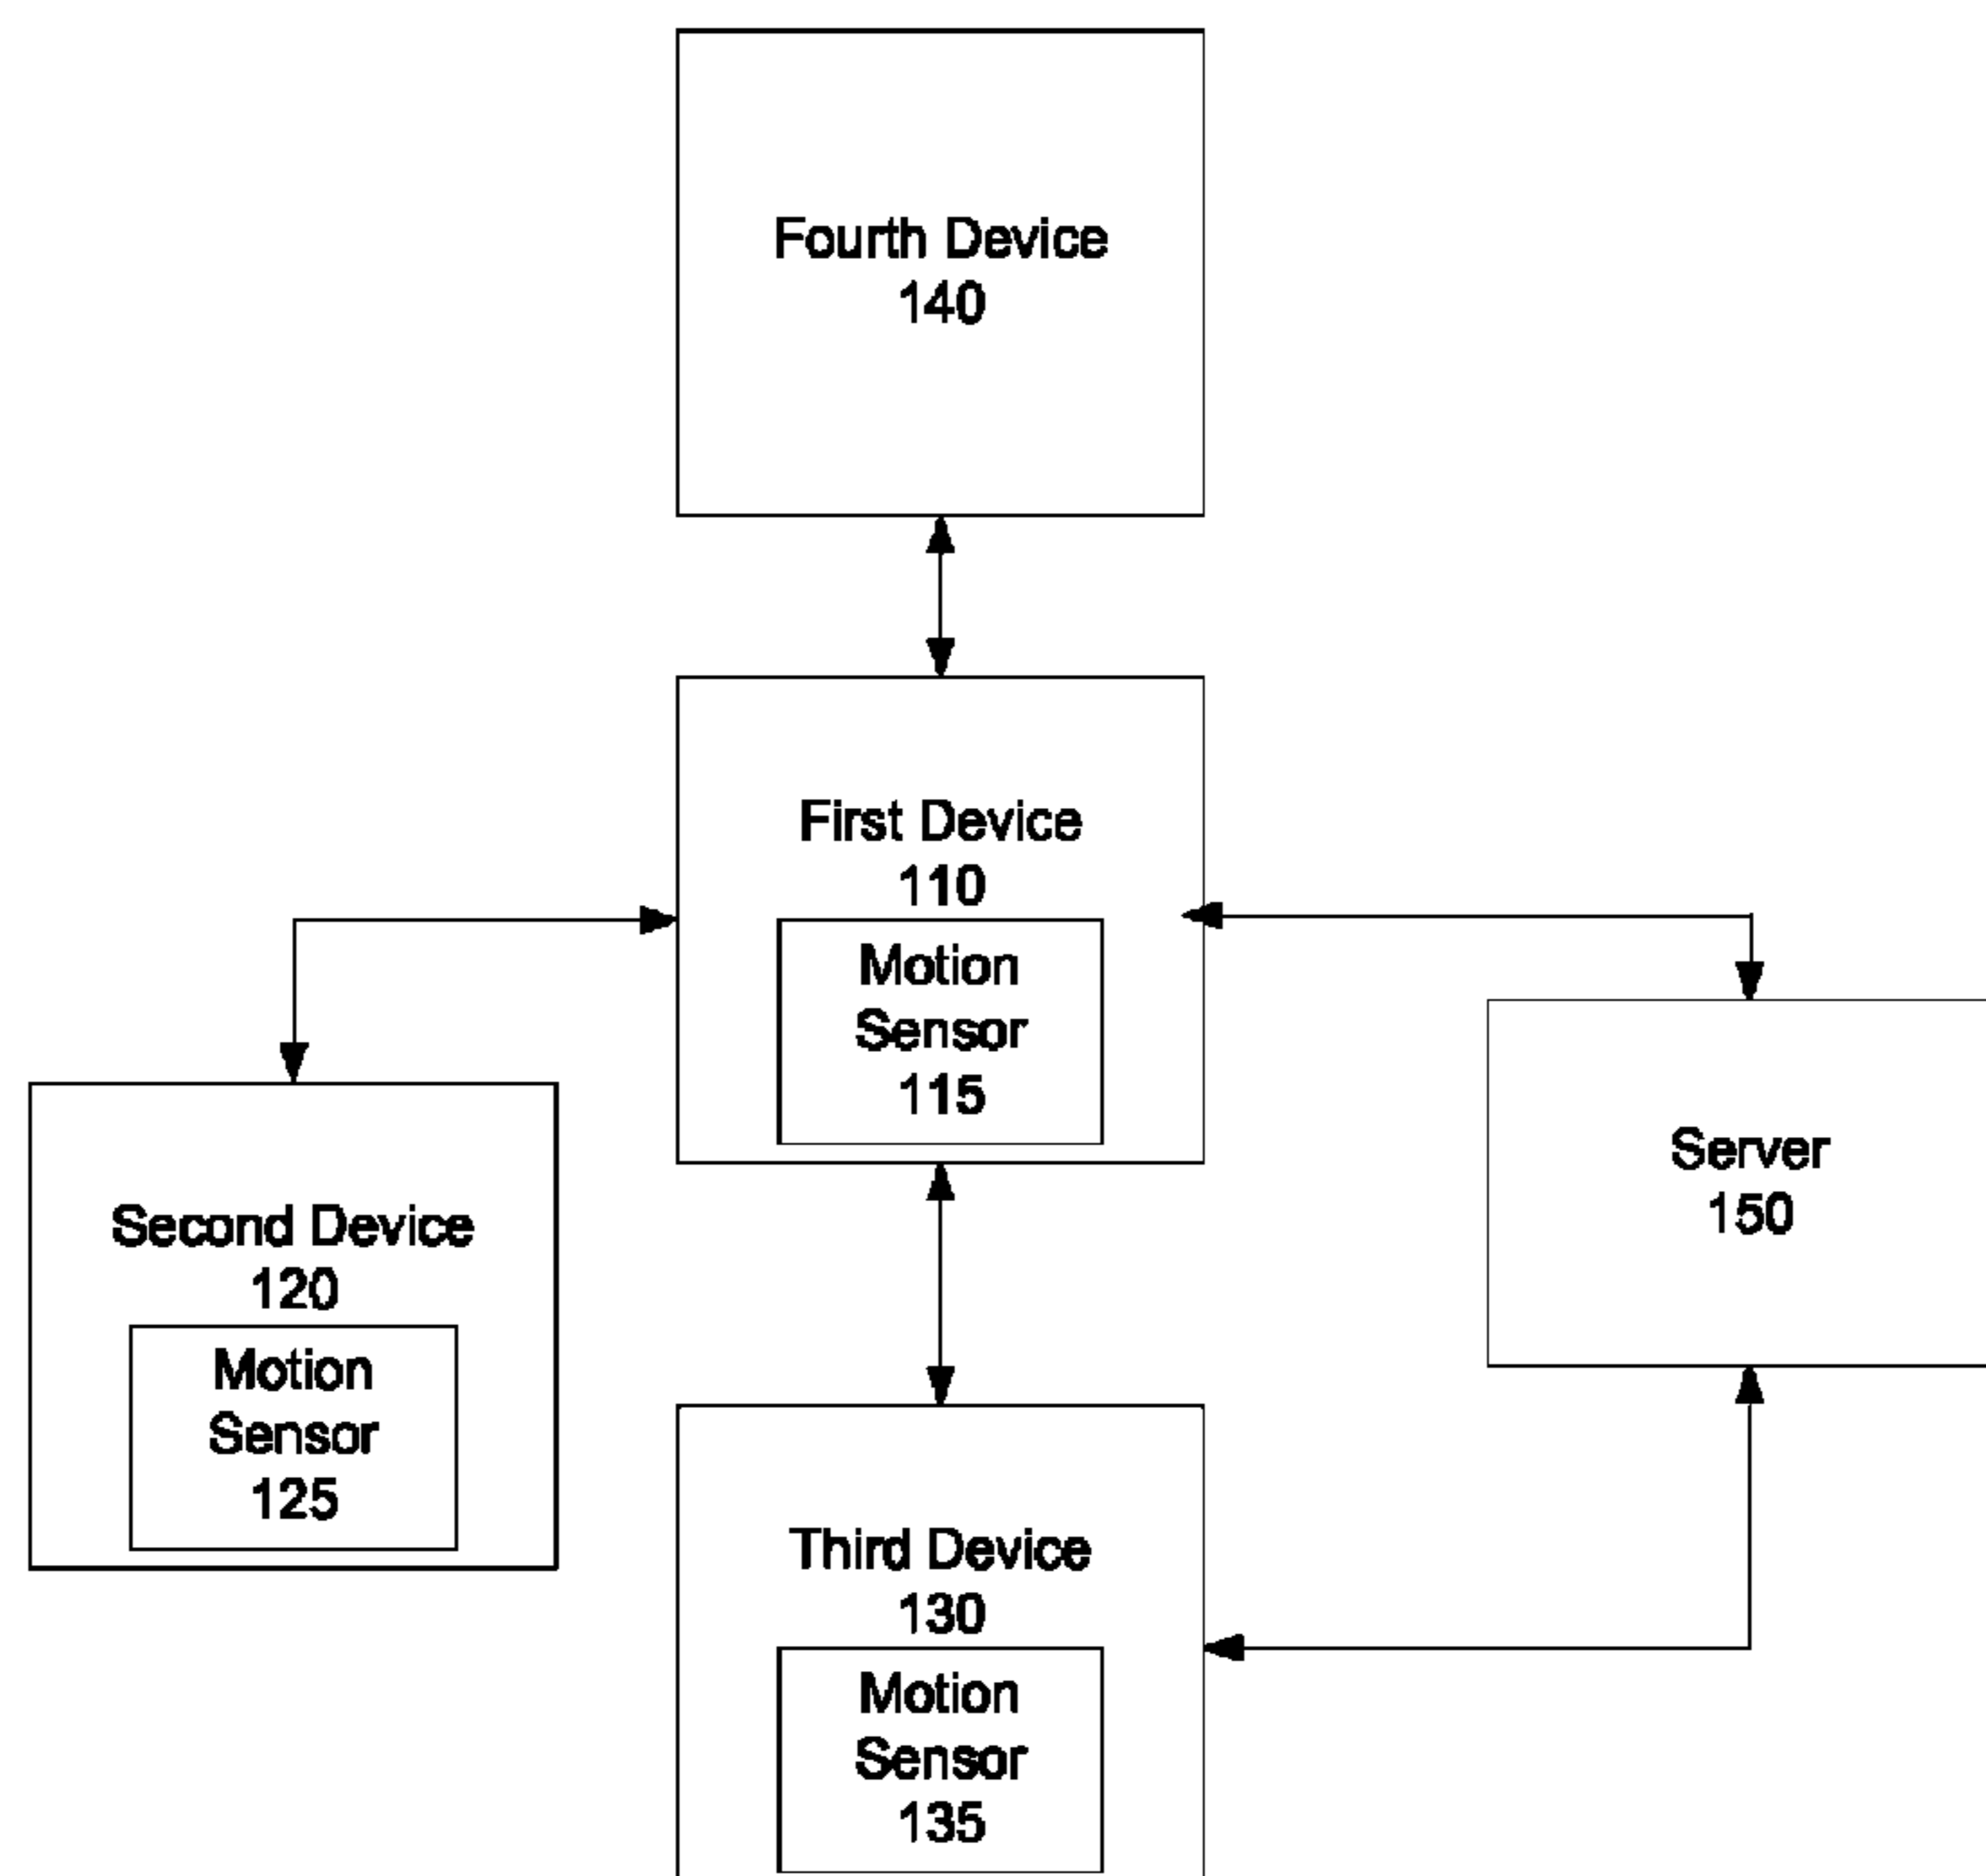 Fourth Device
140
First Device
110
Motion
Sensor
115
Second Device
120
Motion
Sensor
125
Server
150
Third Device
130
Motion
Sensor
135